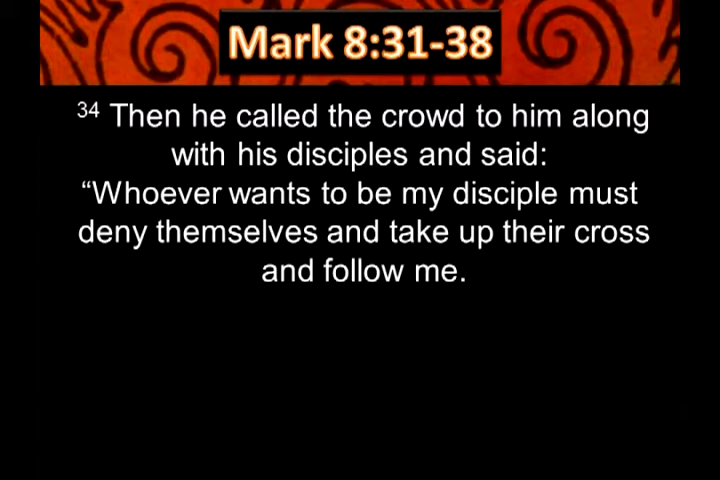 Mark 8:31-38
34 Then he called the crowd to him along
with his disciples and said:
“Whoever wants to be my disciple must
deny themselves and take up their cross
and follow me.